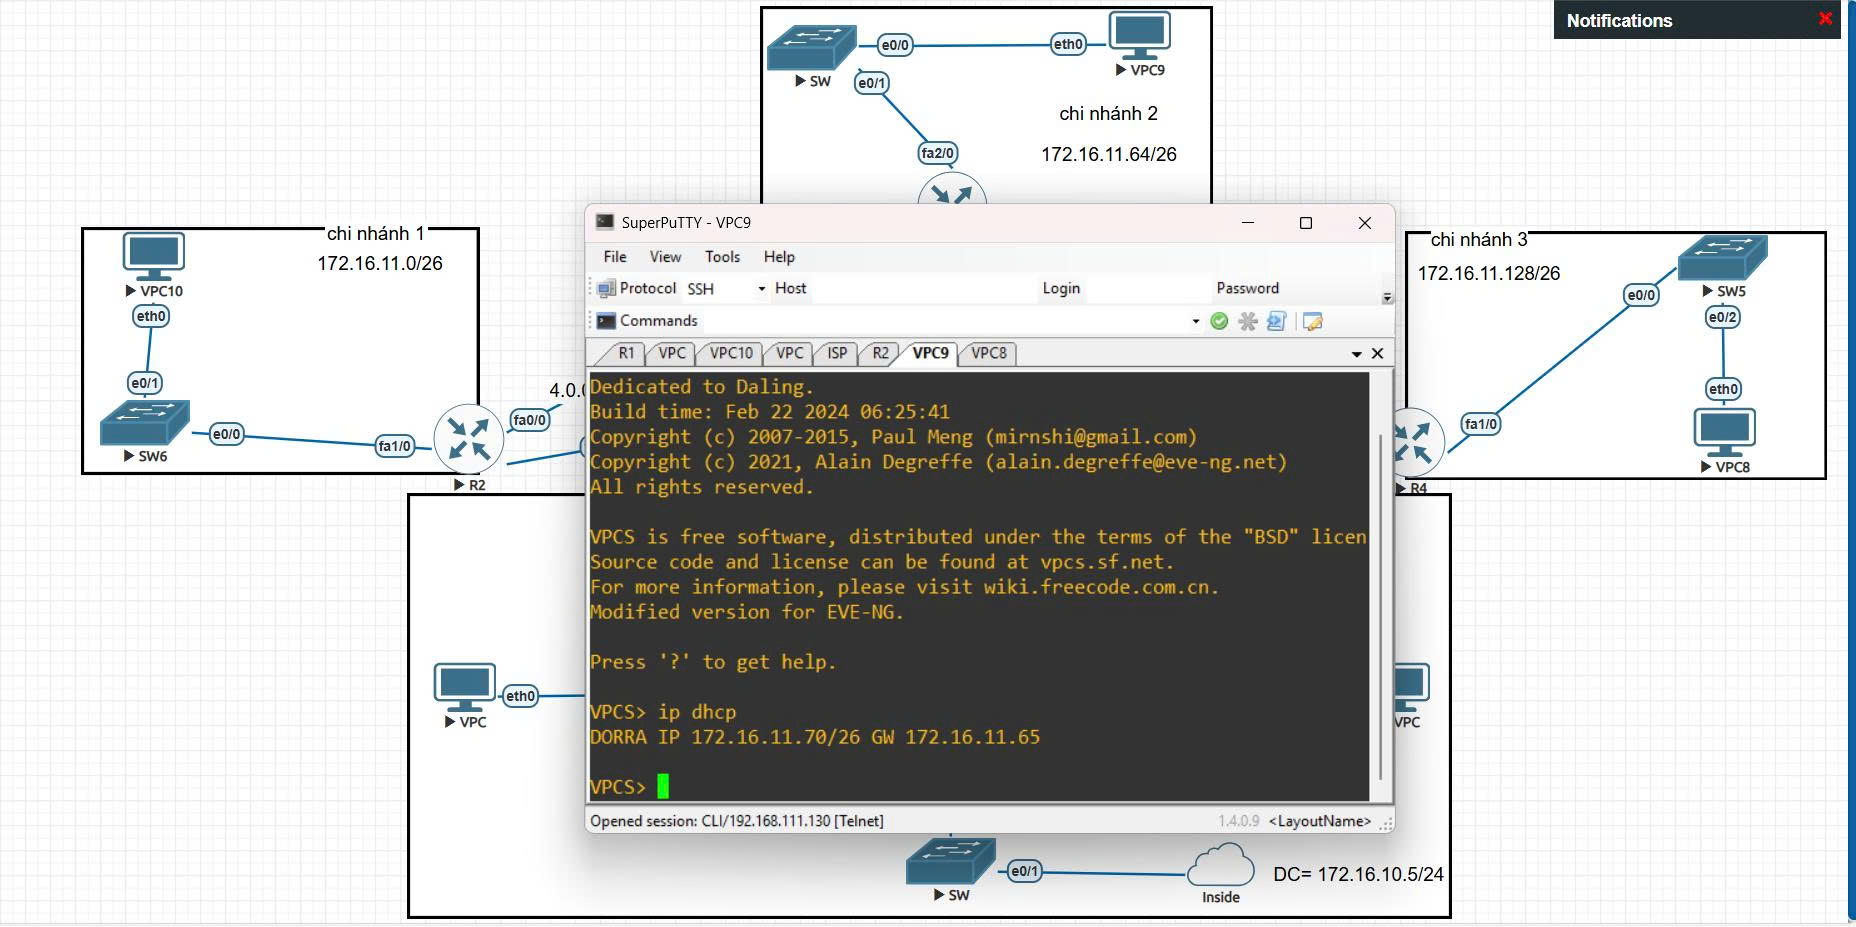 Notifications
e0/0
eth0
SW
VPC9
e0/1
chi nhánh 2
fa2/0
172.16.11.64/26
chi nhánh 1
172.16.11.0/26
VPC10
eth0
e0/1
e0/0
SW6
fa1/0
R2
fa0/0
4.0.0
chi nhánh 3
172.16.11.128/26
e0/0
SW5
e0/2
eth0
fa1/0
VPC8
R4
SuperPuTTY - VPC9
File View Tools Help
Protocol SSH Host Login Password
Commands
R1 VPC VPC10 VPC ISP R2 VPC9 VPC8
Dedicated to Daling.
Build time: Feb 22 2024 06:25:41
Copyright (c) 2007-2015, Paul Meng (mirnshi@gmail.com)
Copyright (c) 2021, Alain Degreffe (alain.degreffe@eve-ng.net)
All rights reserved.
VPCS is free software, distributed under the terms of the "BSD" licen
Source code and license can be found at vpcs.sf.net.
For more information, please visit wiki.freecode.com.cn.
Modified version for EVE-NG.
Press '?' to get help.
VPCS> ip dhcp
DORRA IP 172.16.11.70/26 GW 172.16.11.65
VPCS>
Opened session: CLI/192.168.111.130 [Telnet] 1.4.0.9 <LayoutName>
eth0
VPC
VPC
SW
e0/1
Inside
DC= 172.16.10.5/24